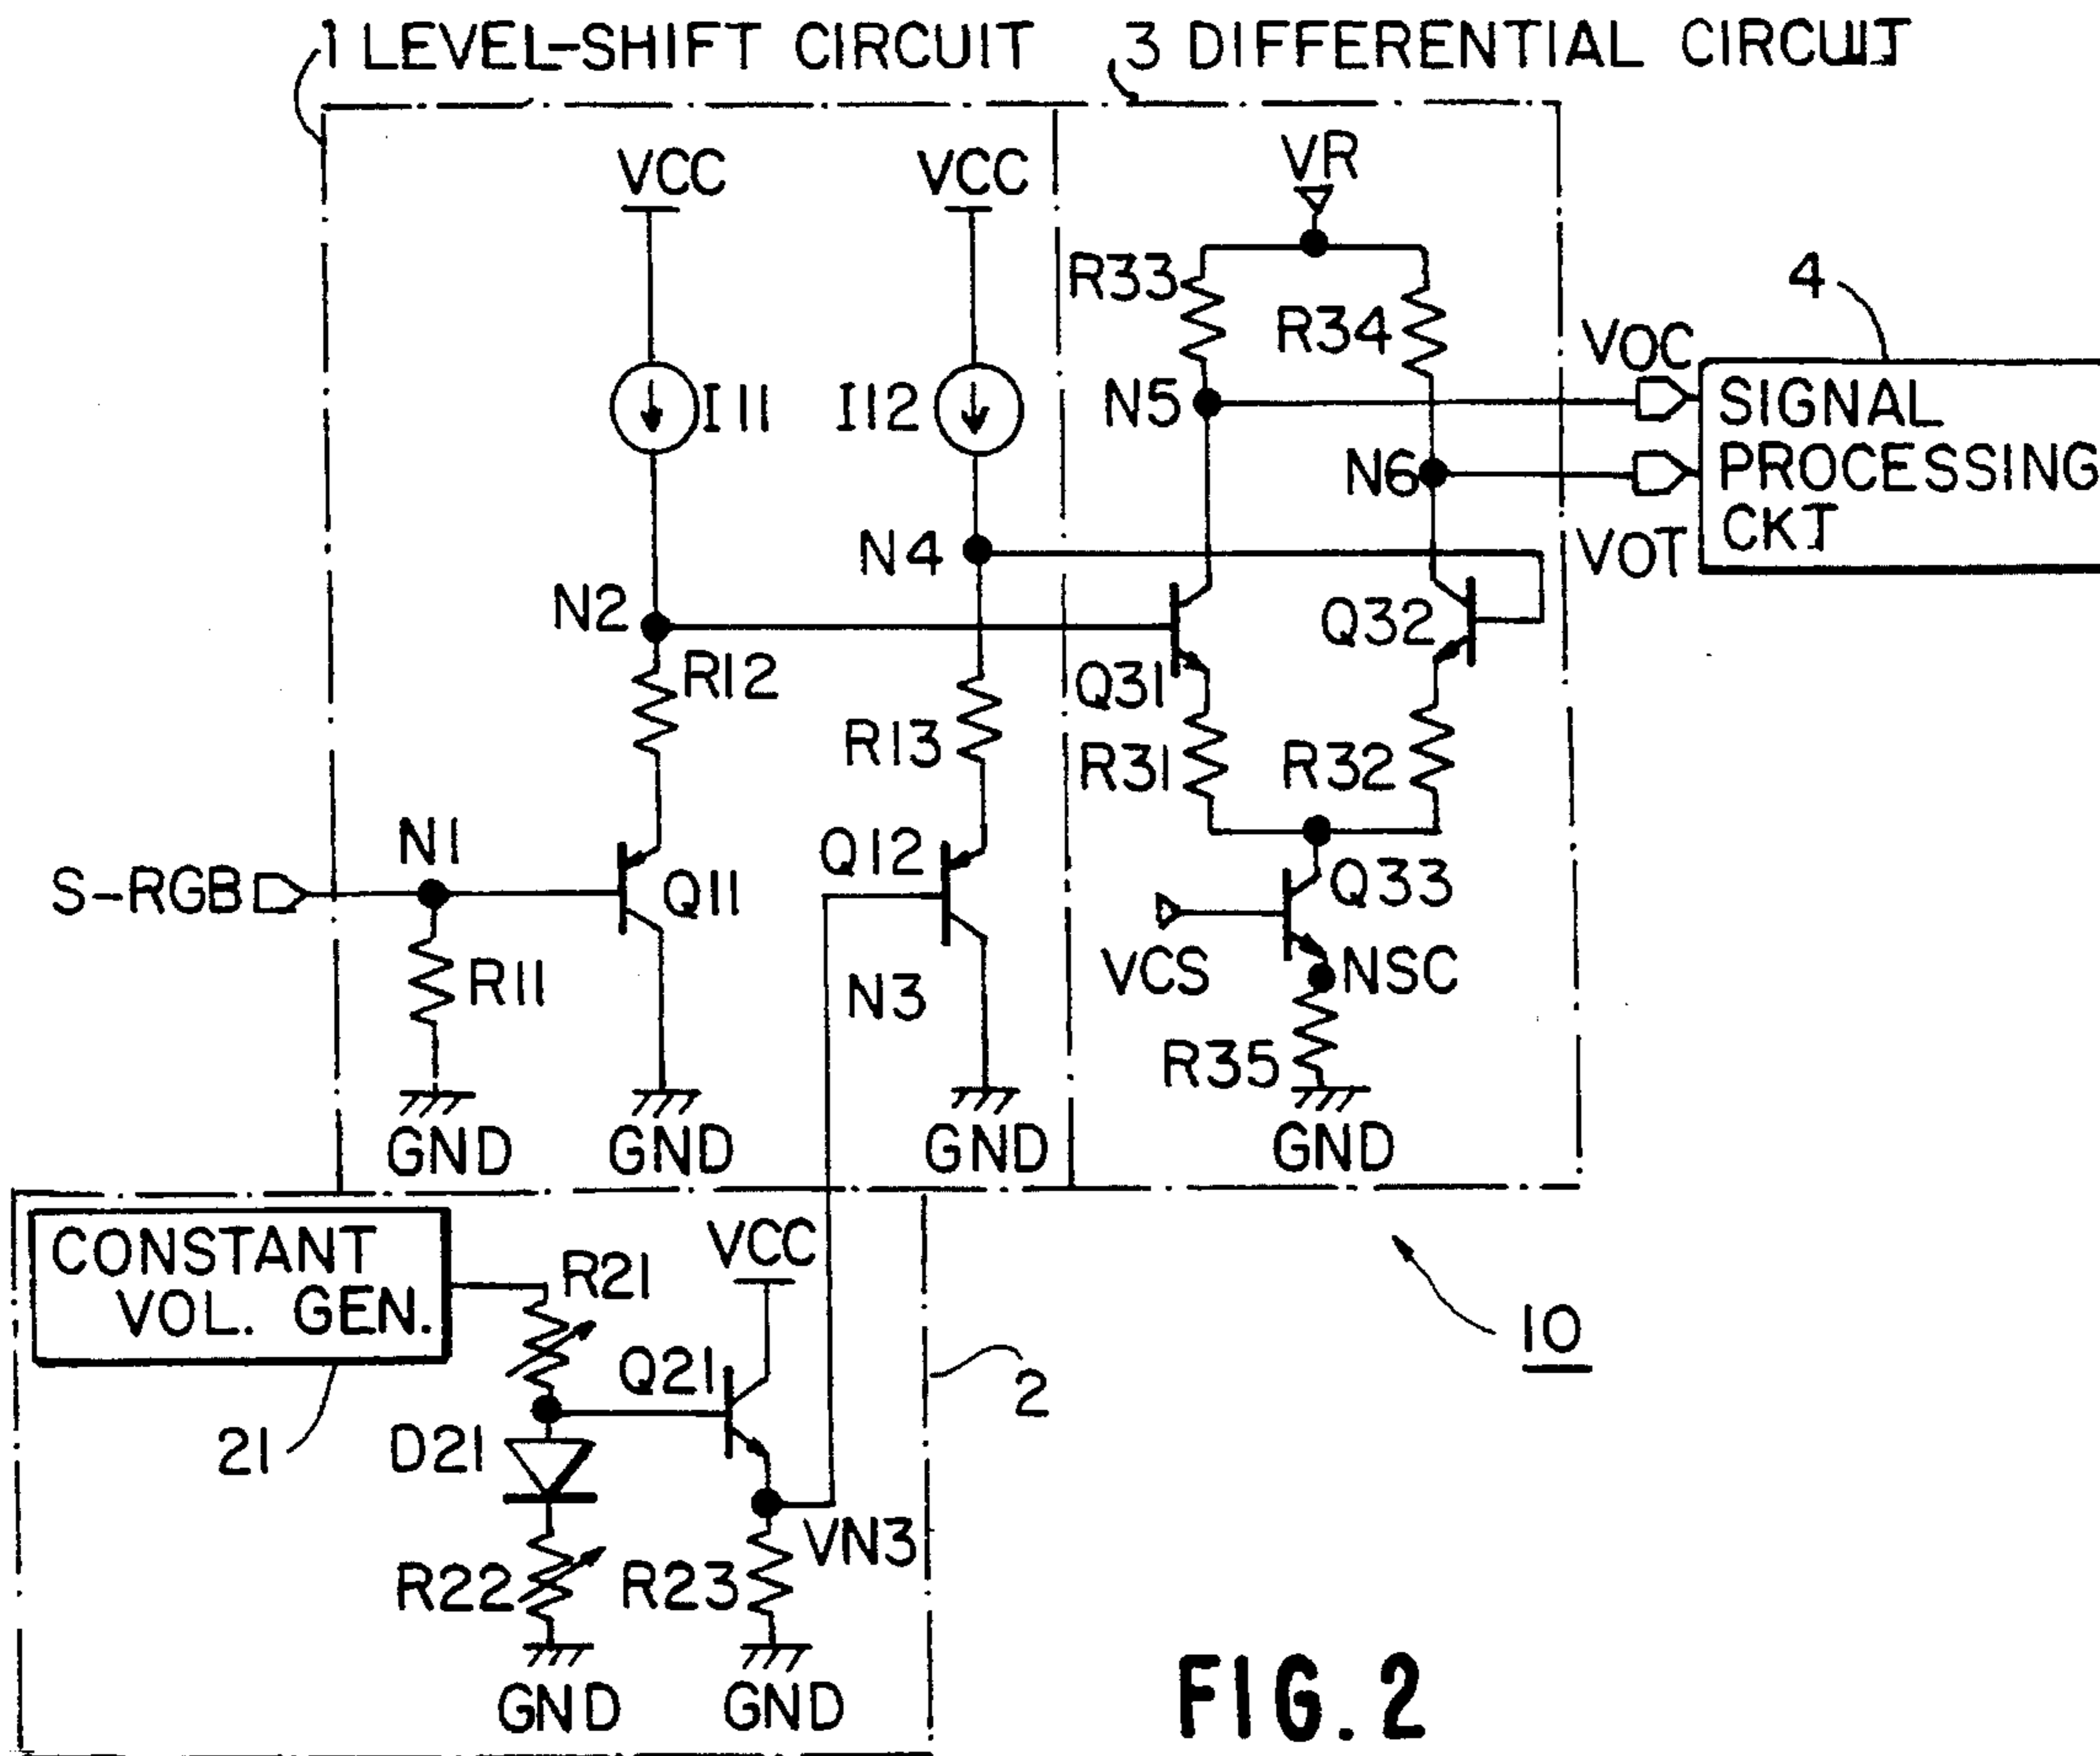 1 LEVEL-SHIFT CIRCUIT
3 DIFFERENTIAL CIRCUIT
VCC
VCC
VR
R33
R34
4
VOC
I11
I12
N5
SIGNAL
PROCESSING
CKT
N6
VOT
N4
N2
Q32
R12
Q31
R13
R31
R32
N1
Q12
Q33
S-RGB
Q11
R11
N3
VCS
NSC
R35
GND
GND
GND
GND
CONSTANT
VOL. GEN.
R21
VCC
10
Q21
2
21
D21
VN3
R22
R23
GND
GND
FIG. 2